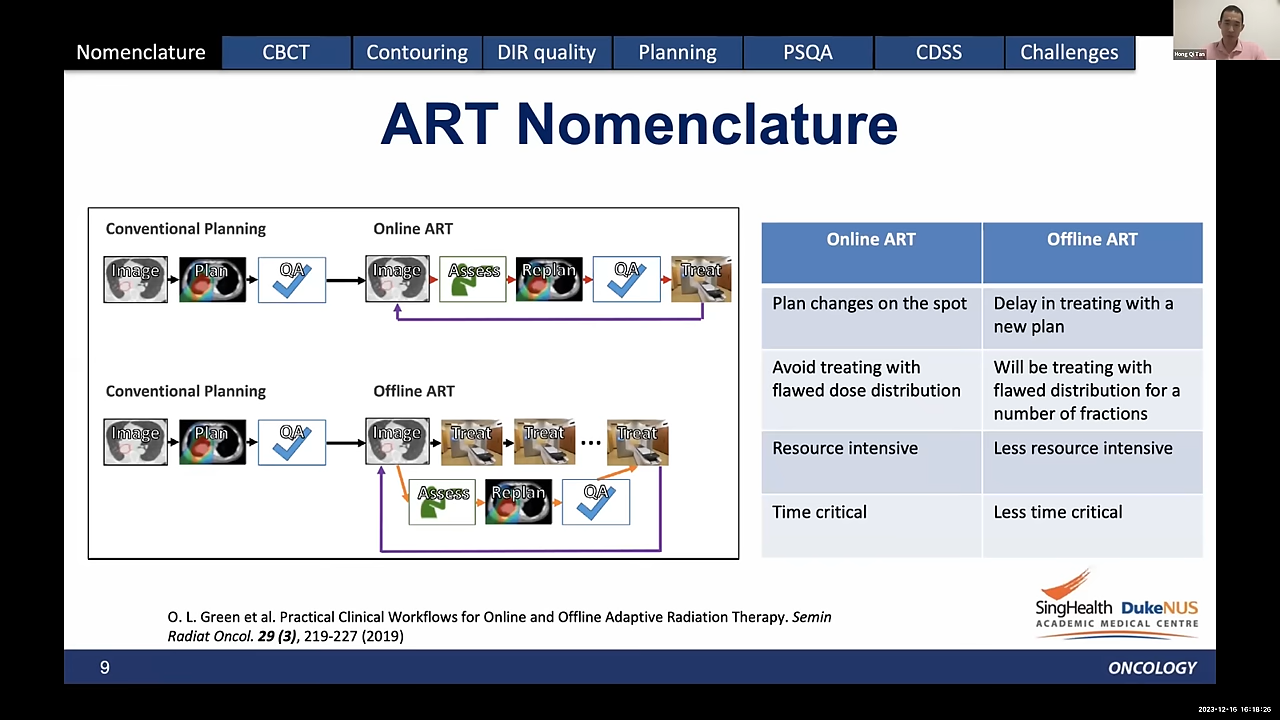 Hong Qi Tan
Nomenclature CBCT Contouring DIR quality Planning PSQA CDSS Challenges
ART Nomenclature
Conventional Planning Online ART
Image Plan QA Image Assess Replan QA Treat
Conventional Planning Offline ART
Image Plan QA Image Treat Treat ... Treat
Assess Replan QA
Online ART Offline ART
Plan changes on the spot Delay in treating with a
new plan
Avoid treating with Will be treating with
flawed dose distribution flawed distribution for a
number of fractions
Resource intensive Less resource intensive
Time critical Less time critical
O. L. Green et al. Practical Clinical Workflows for Online and Offline Adaptive Radiation Therapy. Semin
Radiat Oncol. 29 (3), 219-227 (2019)
SingHealth DukeNUS
ACADEMIC MEDICAL CENTRE
9 ONCOLOGY
2023-12-16 16:18:26